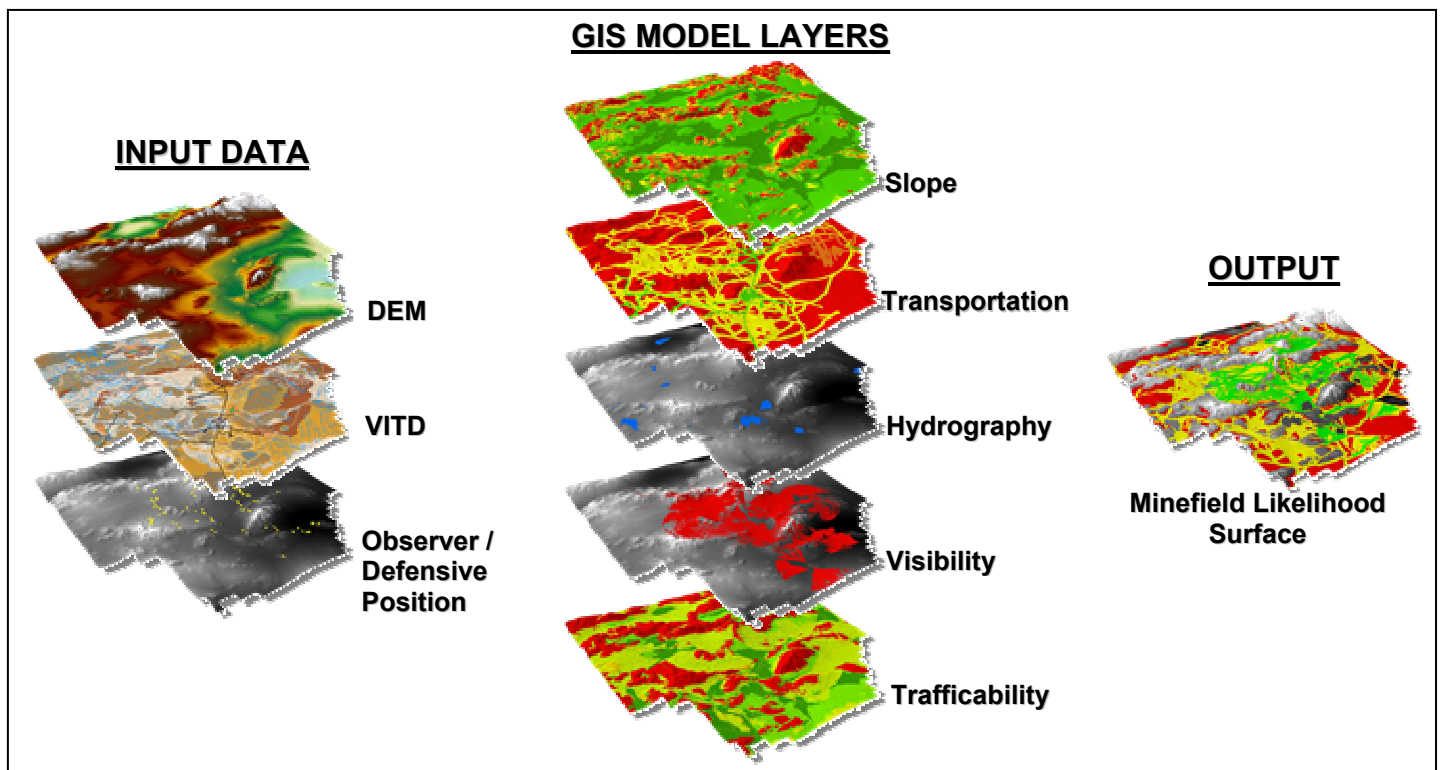 GIS MODEL LAYERS
INPUT DATA
DEM
VITD
Observer /
Defensive
Position
Slope
Transportation
Hydrography
Visibility
Trafficability
OUTPUT
Minefield Likelihood
Surface